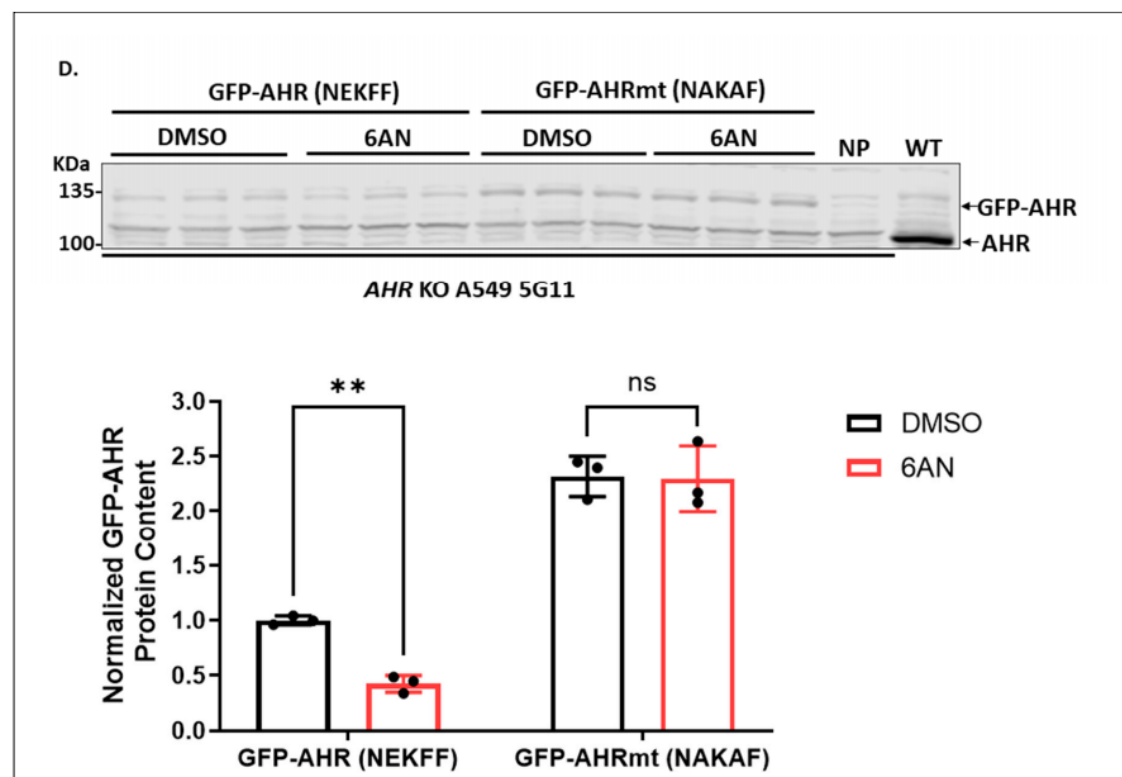 D.
GFP-AHR (NEKFF) GFP-AHRmt (NAKAF)
DMSO 6AN DMSO 6AN NP WT
KDa
135-
GFP-AHR
100-
AHR
AHR KO A549 5G11
** ns
DMSO
6AN
Normalized GFP-AHR
Protein Content
3.0
2.5
2.0
1.5
1.0
0.5
0.0
GFP-AHR (NEKFF) GFP-AHRmt (NAKAF)